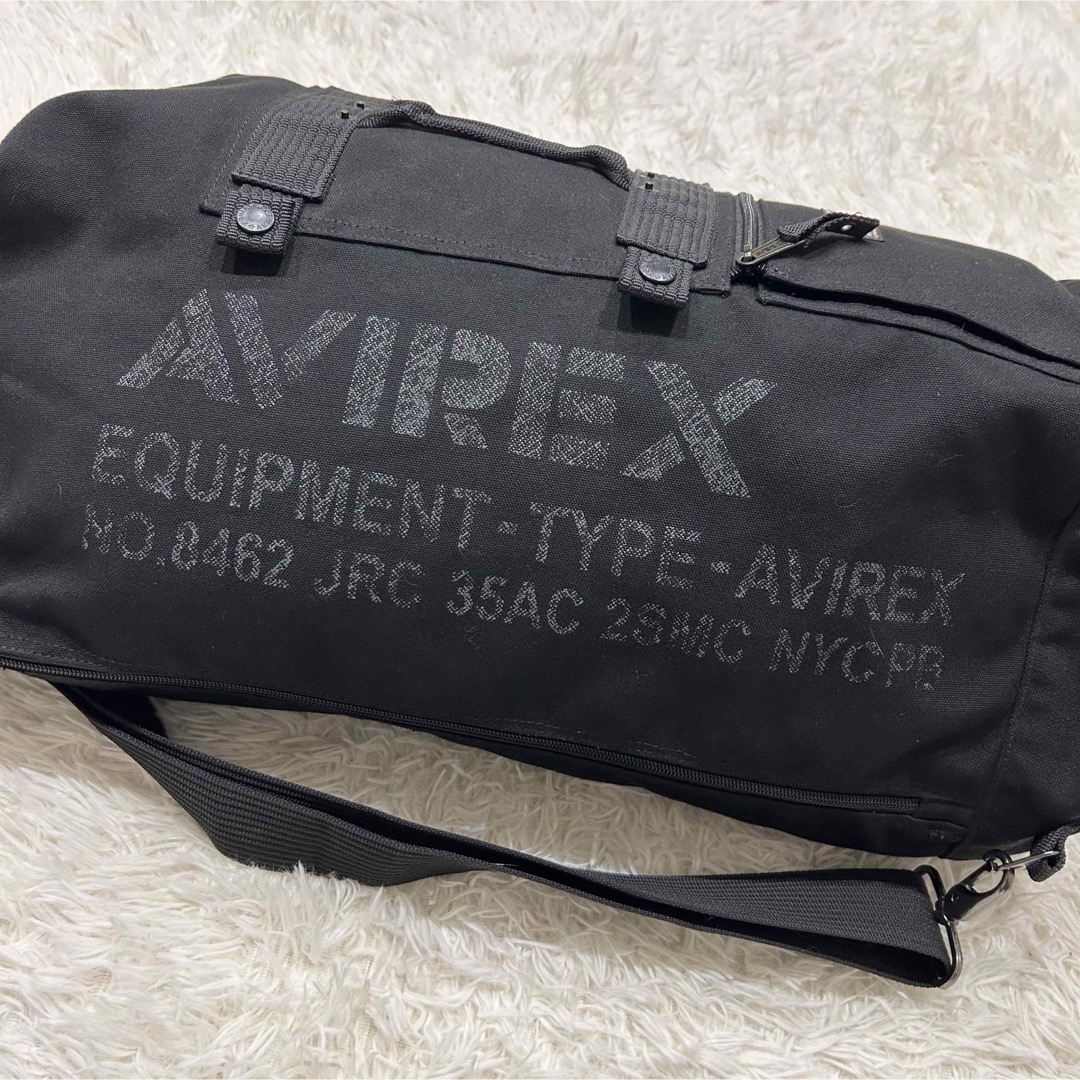 AVIREX
EQUIPMENT-TYPE-AVIREX
NO.8462 JRC 35AC 2SMC NYCPB